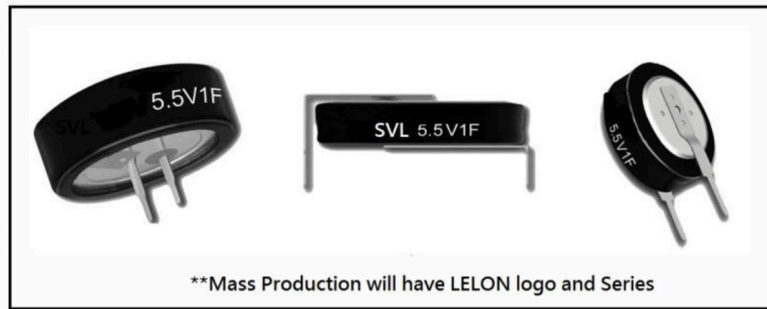 5.5V1F
SVL
SVL 5.5V1F
5.5V1F
**Mass Production will have LELON logo and Series